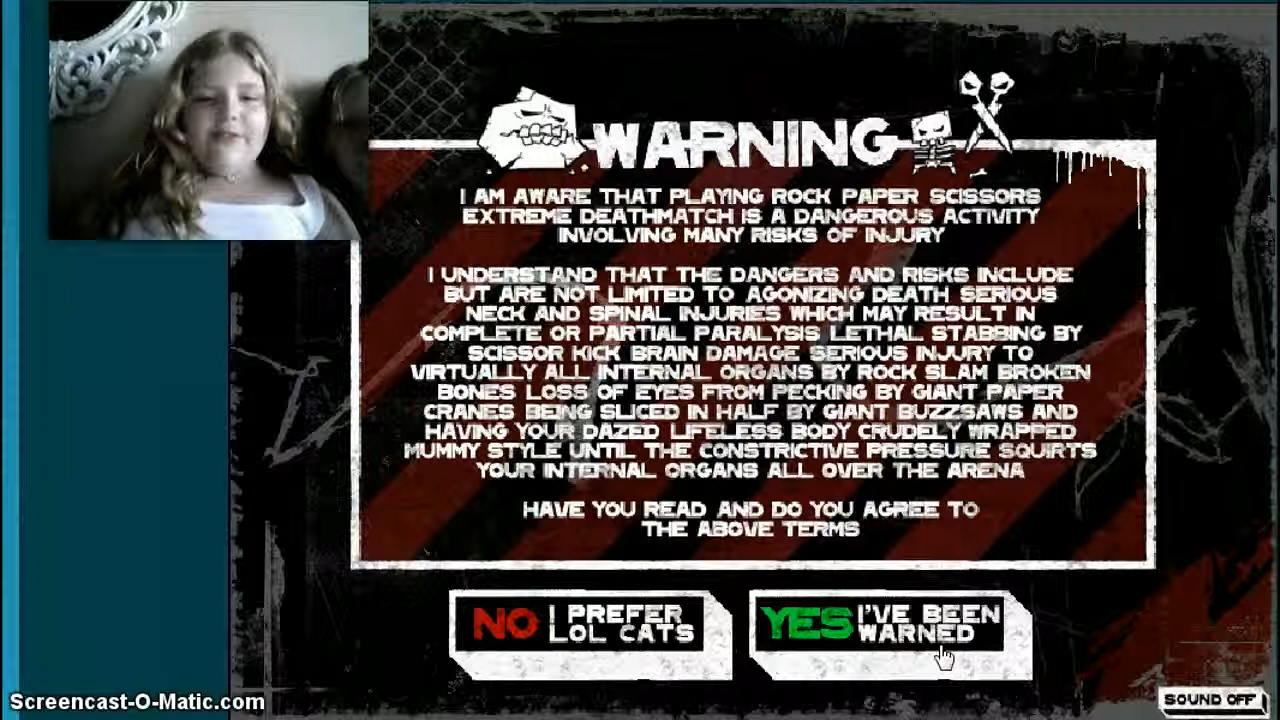 WARNING
I AM AWARE THAT PLAYING ROCK PAPER SCISSORS
EXTREME DEATHMATCH IS A DANGEROUS ACTIVITY
INVOLVING MANY RISKS OF INJURY
I UNDERSTAND THAT THE DANGERS AND RISKS INCLUDE
BUT ARE NOT LIMITED TO AGONIZING DEATH SERIOUS
NECK AND SPINAL INJURIES WHICH MAY RESULT IN
COMPLETE OR PARTIAL PARALYSIS LETHAL STABBING BY
SCISSOR KICK BRAIN DAMAGE SERIOUS INJURY TO
VIRTUALLY ALL INTERNAL ORGANS BY ROCK SLAM BROKEN
BONES LOSS OF EYES FROM PECKING BY GIANT PAPER
CRANES BEING SLICED IN HALF BY GIANT BUZZSAWS AND
HAVING YOUR DAZED LIFELESS BODY CRUDELY WRAPPED
MUMMY STYLE UNTIL THE CONSTRICTIVE PRESSURE SQUIRTS
YOUR INTERNAL ORGANS ALL OVER THE ARENA
HAVE YOU READ AND DO YOU AGREE TO
THE ABOVE TERMS
NO I PREFER
LOL CATS
YES I'VE BEEN
WARNED
SOUND OFF
Screencast-O-Matic.com